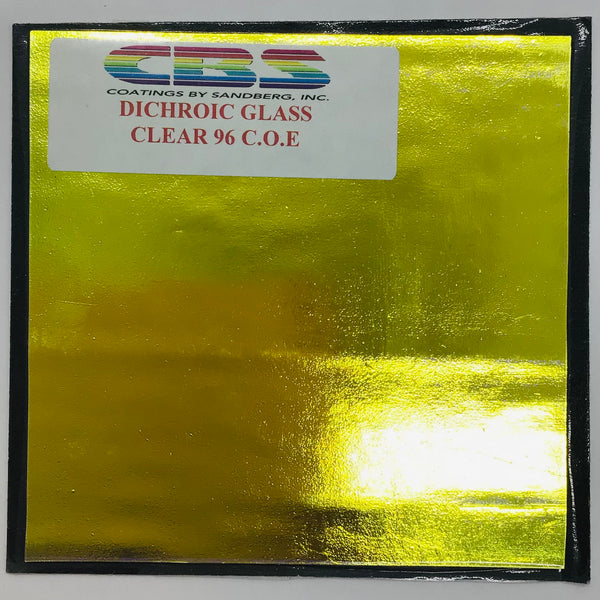 CBS
COATINGS BY SANDBERG, INC.
DICHROIC GLASS
CLEAR 96 C.O.E